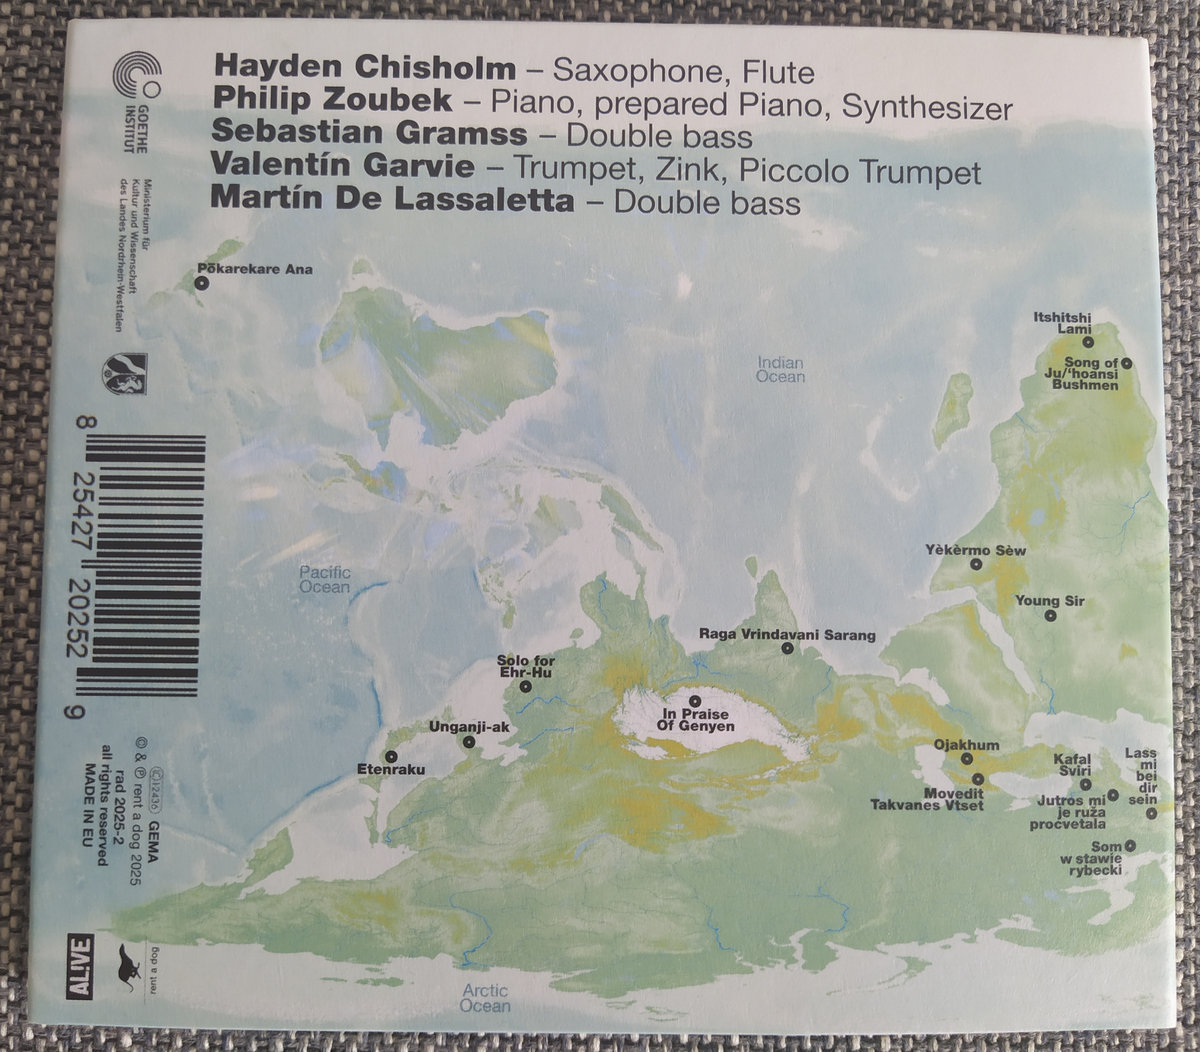 Hayden Chisholm – Saxophone, Flute
Philip Zoubek – Piano, prepared Piano, Synthesizer
Sebastian Gramss – Double bass
Valentín Garvie – Trumpet, Zink, Piccolo Trumpet
Martín De Lassaletta – Double bass
GOETHE
INSTITUT
Ministerium für
Kultur und Wissenschaft
des Landes Nordrhein-Westfalen
Pōkarekare Ana
Indian
Ocean
Itshitshi
Lami
Song of
Ju/‘hoansi
Bushmen
8 25427 20252 9
Pacific
Ocean
Yèkèrmo Sèw
Young Sir
Raga Vrindavani Sarang
Solo for
Ehr-Hu
In Praise
Of Genyen
Unganji-ak
Etenraku
Ojakhum
Movedit
Takvanes Vtset
Kafal
Sviri
Jutros mi
je ruža
procvetala
Lass
mi
bei
dir
sein
Som
w stawie
rybecki
LC 12436 GEMA
© & ℗ rent a dog 2025
rad 2025-2
all rights reserved
MADE IN EU
AL!VE
rent a dog
Arctic
Ocean